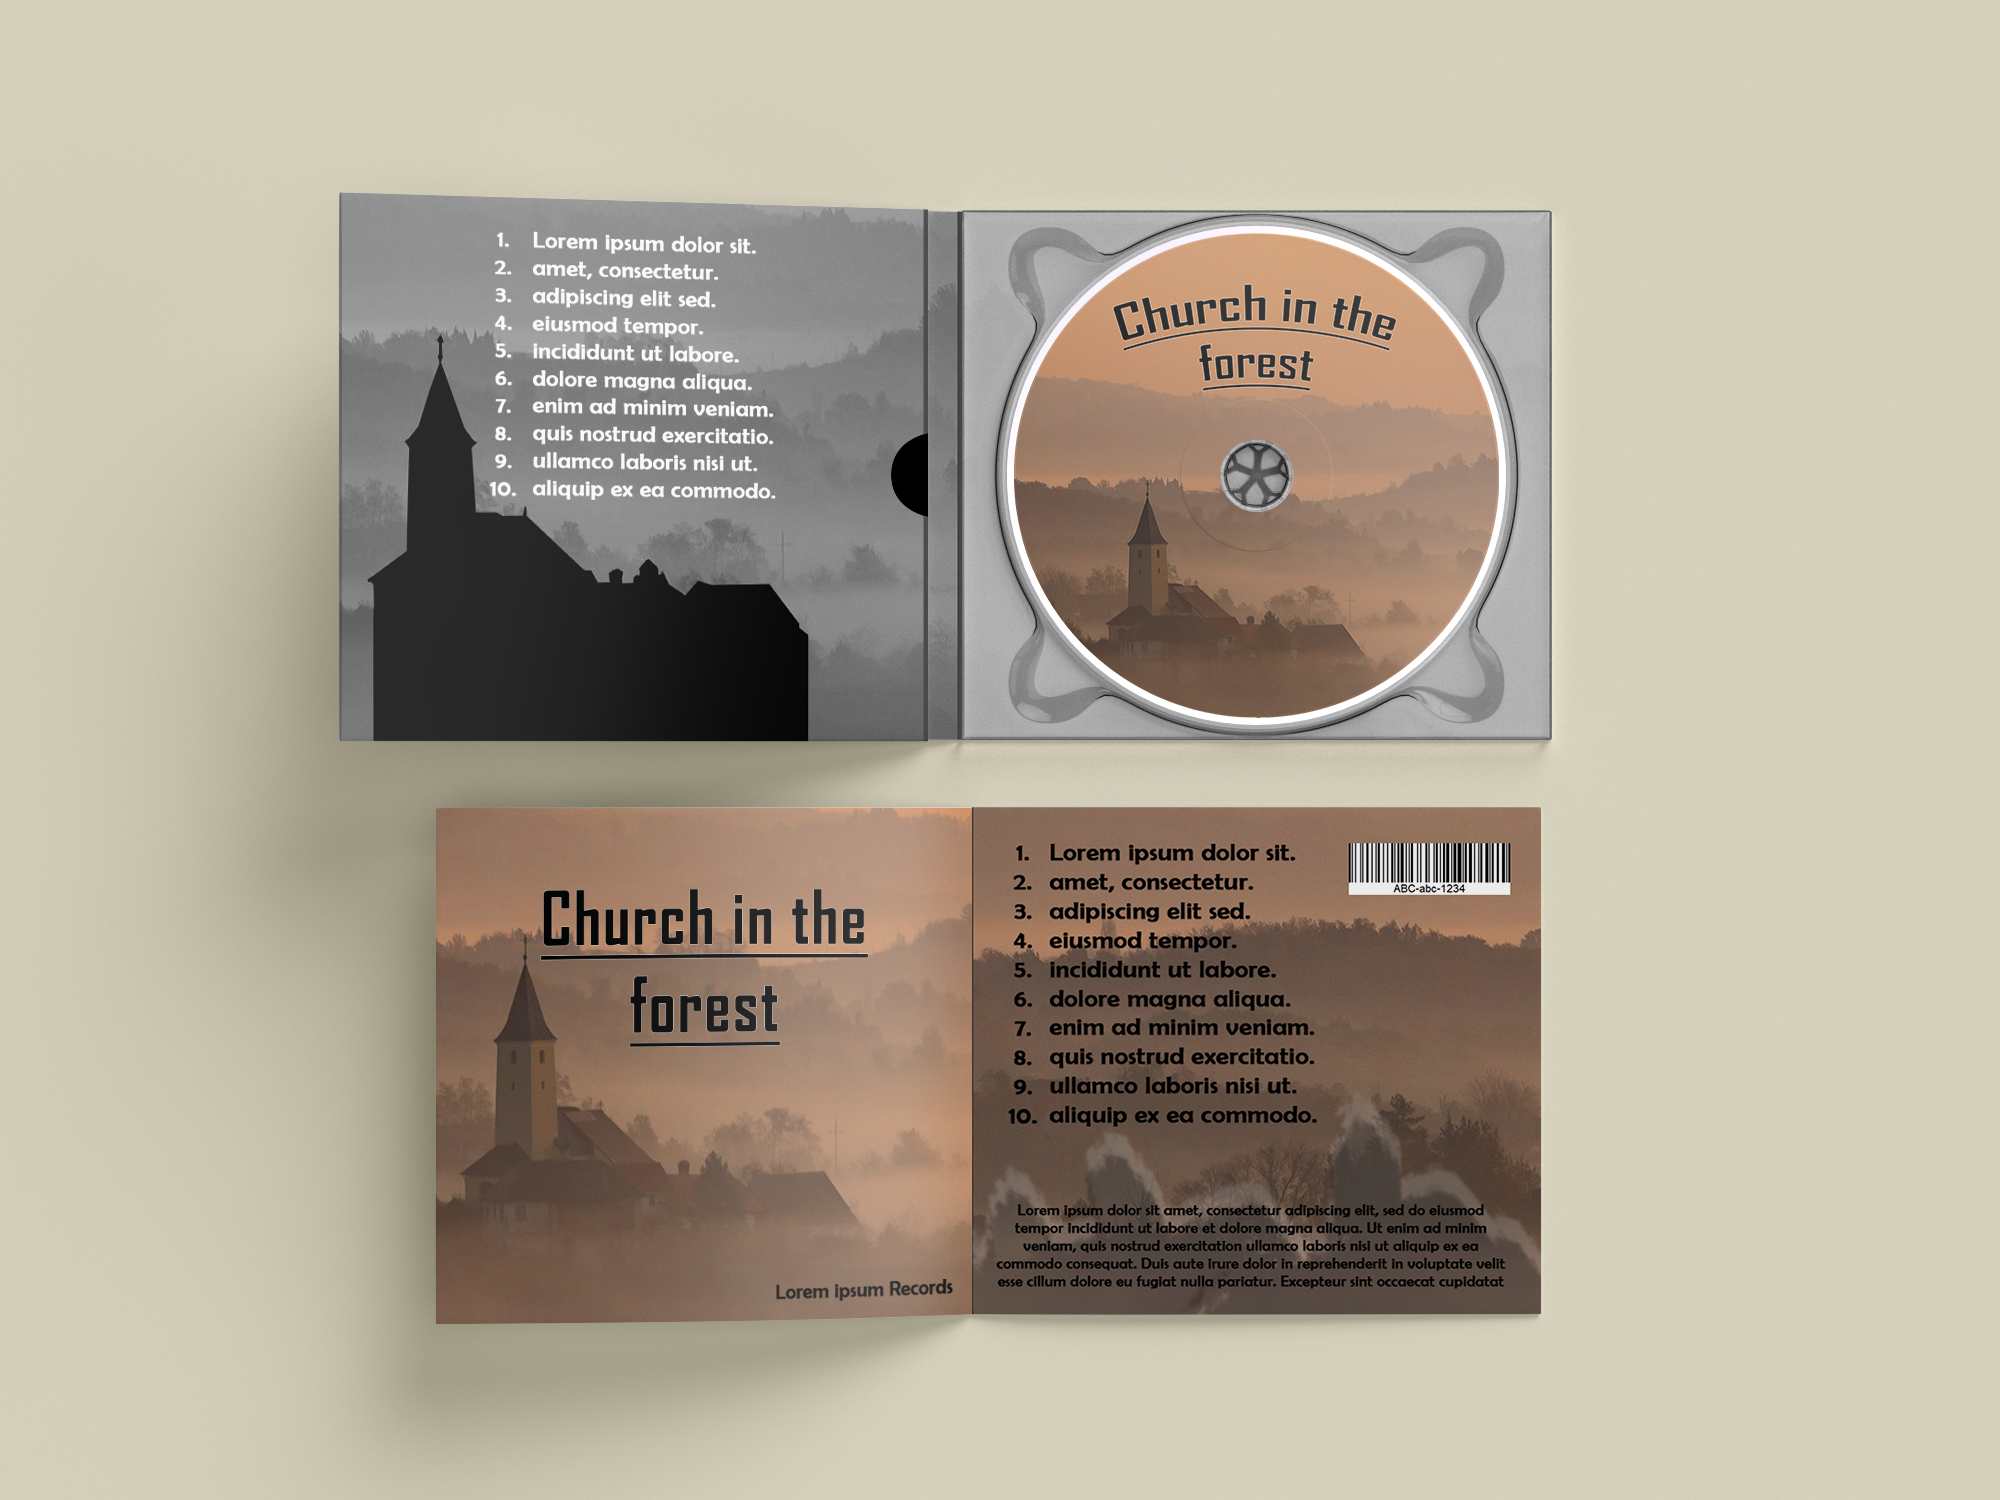 1. Lorem ipsum dolor sit.
2. amet, consectetur.
3. adipiscing elit sed.
4. eiusmod tempor.
5. incididunt ut labore.
6. dolore magna aliqua.
7. enim ad minim veniam.
8. quis nostrud exercitatio.
9. ullamco laboris nisi ut.
10. aliquip ex ea commodo.
Church in the
forest
Church in the
forest
Lorem ipsum Records
1. Lorem ipsum dolor sit.
2. amet, consectetur.
3. adipiscing elit sed.
4. eiusmod tempor.
5. incididunt ut labore.
6. dolore magna aliqua.
7. enim ad minim veniam.
8. quis nostrud exercitatio.
9. ullamco laboris nisi ut.
10. aliquip ex ea commodo.
ABC-abc-1234
Lorem ipsum dolor sit amet, consectetur adipiscing elit, sed do eiusmod
tempor incididunt ut labore et dolore magna aliqua. Ut enim ad minim
veniam, quis nostrud exercitation ullamco laboris nisi ut aliquip ex ea
commodo consequat. Duis aute irure dolor in reprehenderit in voluptate velit
esse cillum dolore eu fugiat nulla pariatur. Excepteur sint occaecat cupidatat